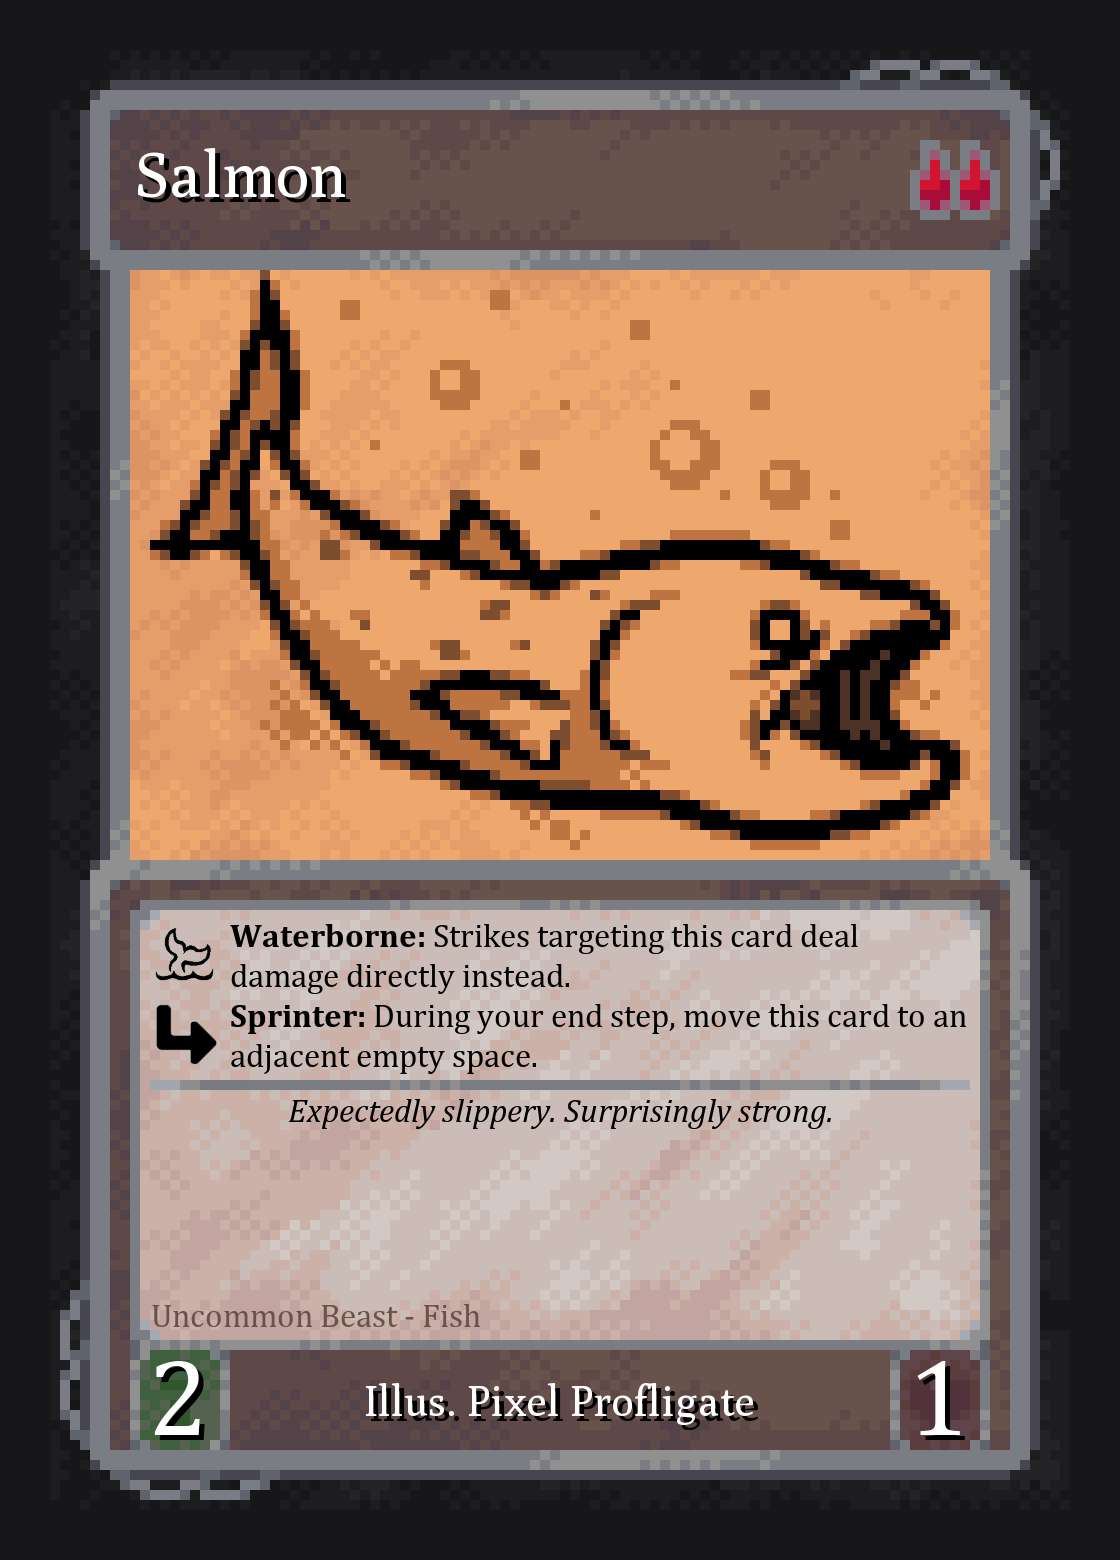 Salmon
Waterborne: Strikes targeting this card deal
damage directly instead.
Sprinter: During your end step, move this card to an
adjacent empty space.
Expectedly slippery. Surprisingly strong.
Uncommon Beast - Fish
2
Illus. Pixel Profligate
1